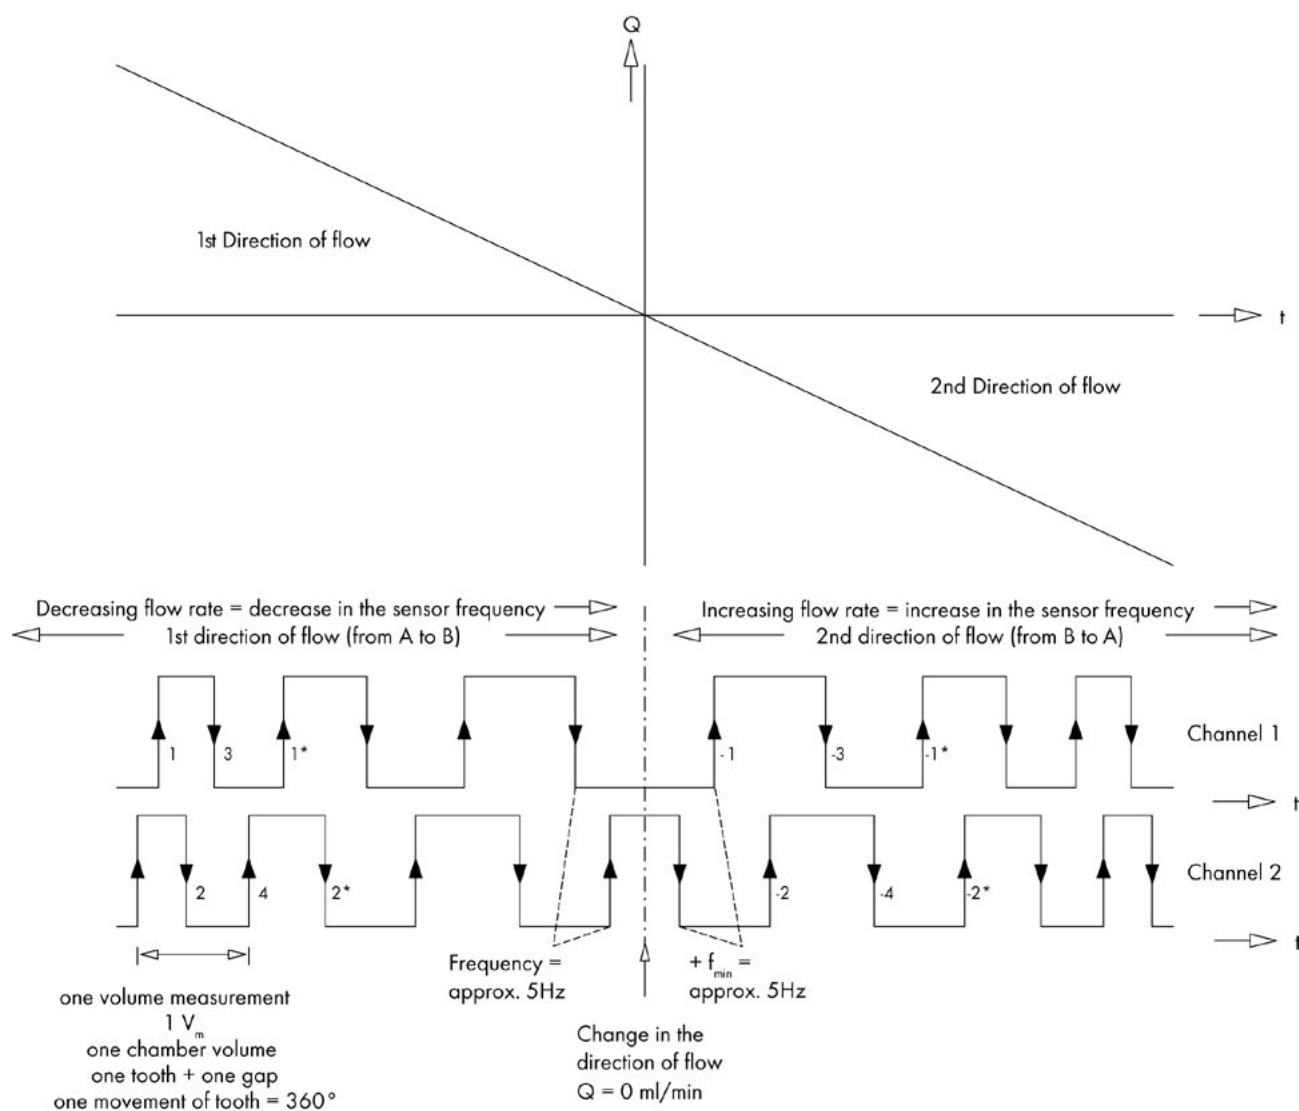 Q
1st Direction of flow
t
2nd Direction of flow
Decreasing flow rate = decrease in the sensor frequency
1st direction of flow (from A to B)
Increasing flow rate = increase in the sensor frequency
2nd direction of flow (from B to A)
1 3 1* -1 -3 -1*
Channel 1
t
2 4 2* -2 -4 -2*
Channel 2
t
one volume measurement
1 Vm
one chamber volume
one tooth + one gap
one movement of tooth = 360°
Frequency =
approx. 5Hz
+ fmin =
approx. 5Hz
Change in the
direction of flow
Q = 0 ml/min